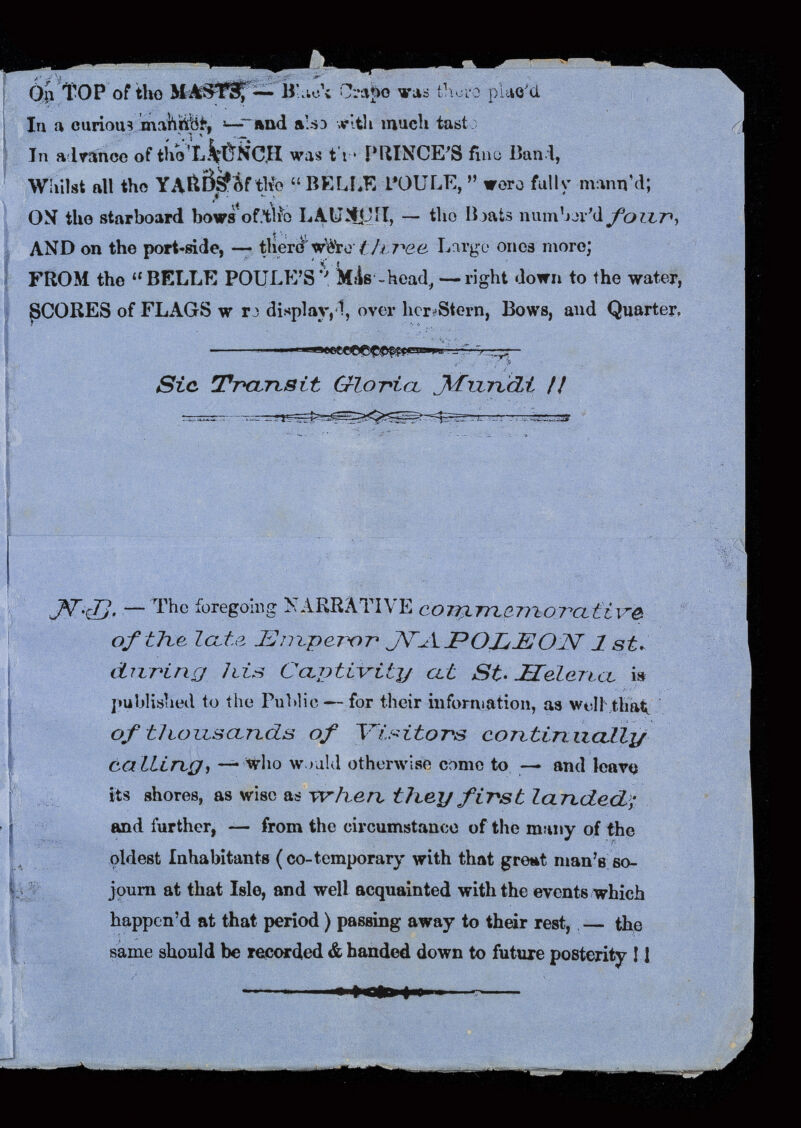 On TOP of the MASTS, — Black Crape was there plac'd
In a curious manner, — and also with much taste
In advance of the LAUNCH was the PRINCE'S fine Band,
Whilst all the YARDS of the “BELLE POULE,” were fully mann'd;
ON the starboard bows of the LAUNCH, — the Boats number'd four,
AND on the port-side, — there were three Large ones more;
FROM the “BELLE POULE'S” Mas -head, — right down to the water,
SCORES of FLAGS w re display,d, over her Stern, Bows, and Quarter.
Sic Transit Gloria Mundi !!
N.B. — The foregoing NARRATIVE commemorative
of the late Emperor NAPOLEON 1st.
during his Captivity at St. Helena is
published to the Public — for their information, as well that
of thousands of Visitors continually
calling, — who would otherwise come to — and leave
its shores, as wise as when they first landed;
and further, — from the circumstance of the many of the
oldest Inhabitants (co-temporary with that great man's so-
journ at that Isle, and well acquainted with the events which
happen'd at that period) passing away to their rest, — the
same should be recorded & handed down to future posterity !!